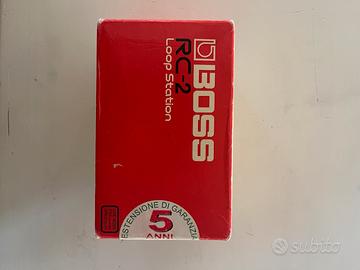 BOSS
RC-2
Loop Station
ESTENSIONE DI GARANZIA
5
ANNI
subito